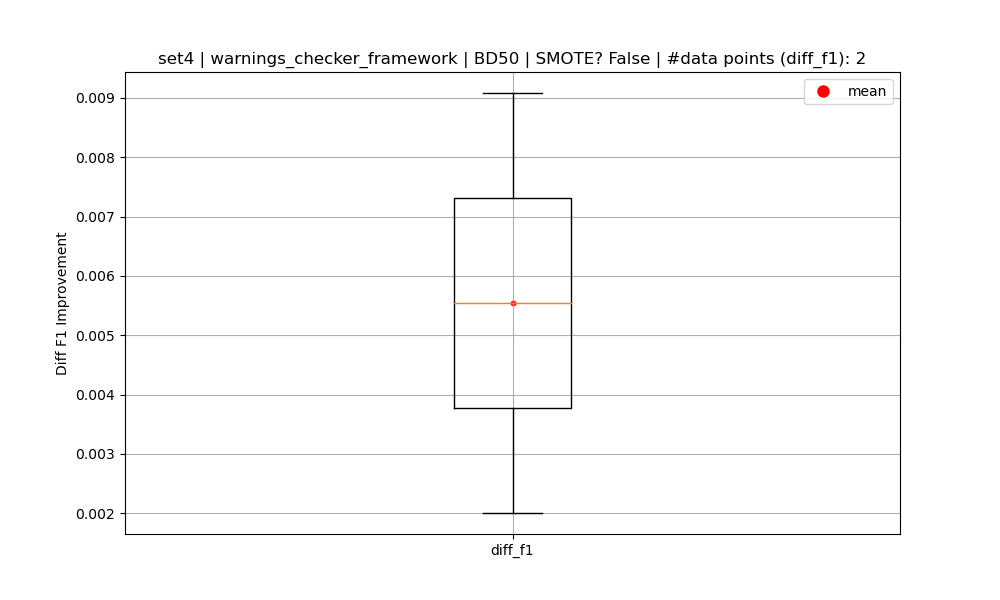 set4 | warnings_checker_framework | BD50 | SMOTE? False | #data points (diff_f1): 2
mean
0.009
0.008
0.007
0.006
0.005
0.004
0.003
0.002
Diff F1 Improvement
diff_f1